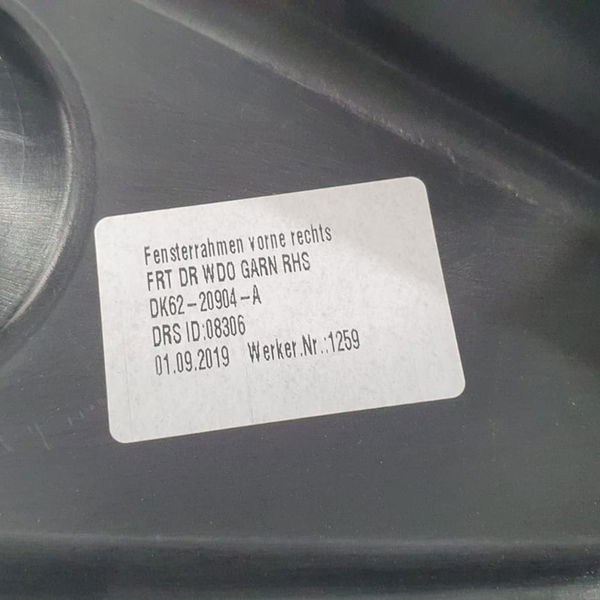 Fensterrahmen vorne rechts
FRT DR WDO GARN RHS
DK62-20904-A
DRS ID:08306
01.09.2019 Werker.Nr.:1259